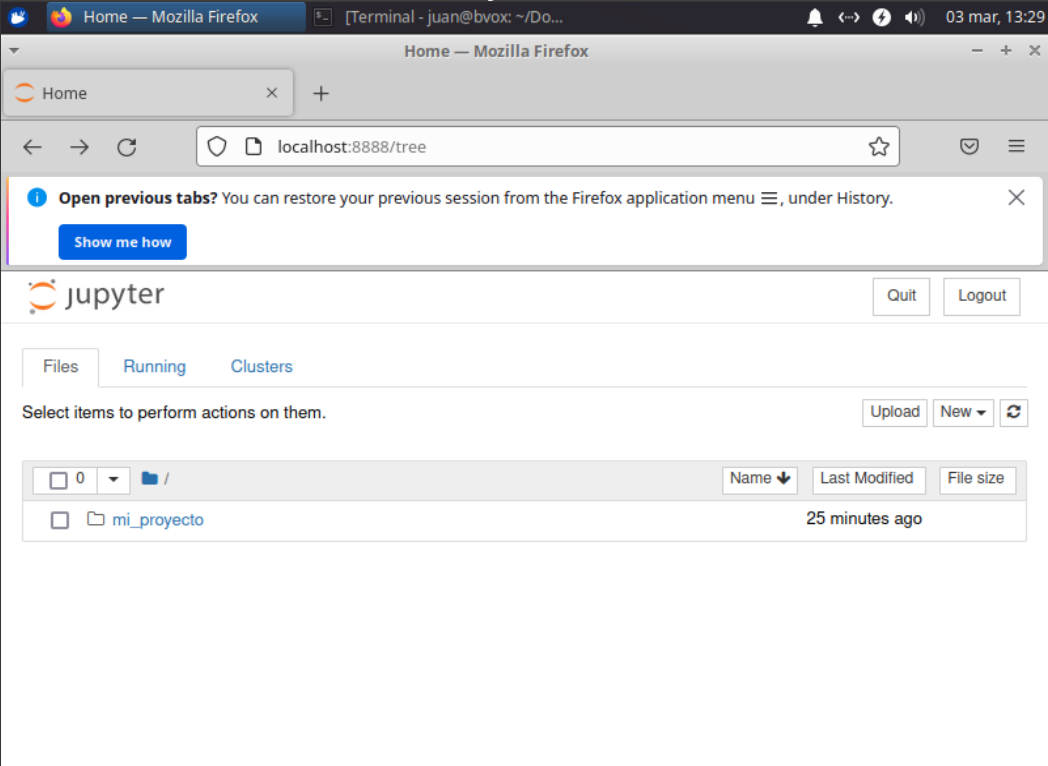 Home — Mozilla Firefox [Terminal - juan@bvox: ~/Do... 03 mar, 13:29
Home — Mozilla Firefox
Home
localhost:8888/tree
Open previous tabs? You can restore your previous session from the Firefox application menu ☰, under History.
Show me how
jupyter Quit Logout
Files Running Clusters
Select items to perform actions on them. Upload New
0 / Name Last Modified File size
mi_proyecto 25 minutes ago